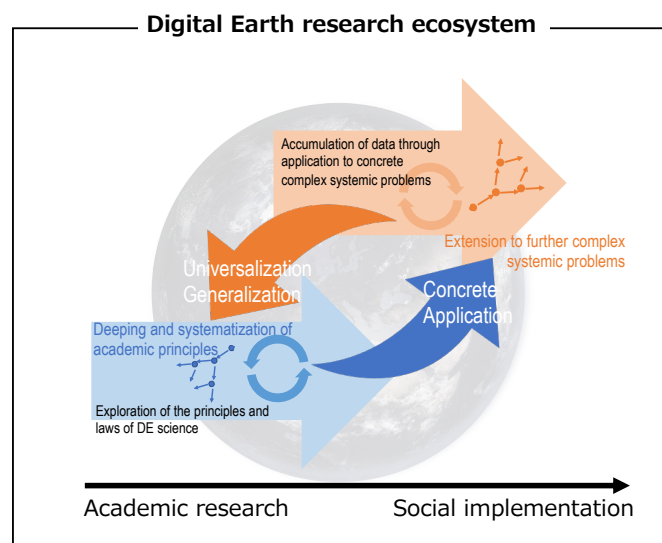 Digital Earth research ecosystem
Accumulation of data through
application to concrete
complex systemic problems
Extension to further complex
systemic problems
Universalization
Generalization
Concrete
Application
Deeping and systematization of
academic principles
Exploration of the principles and
laws of DE science
Academic research
Social implementation